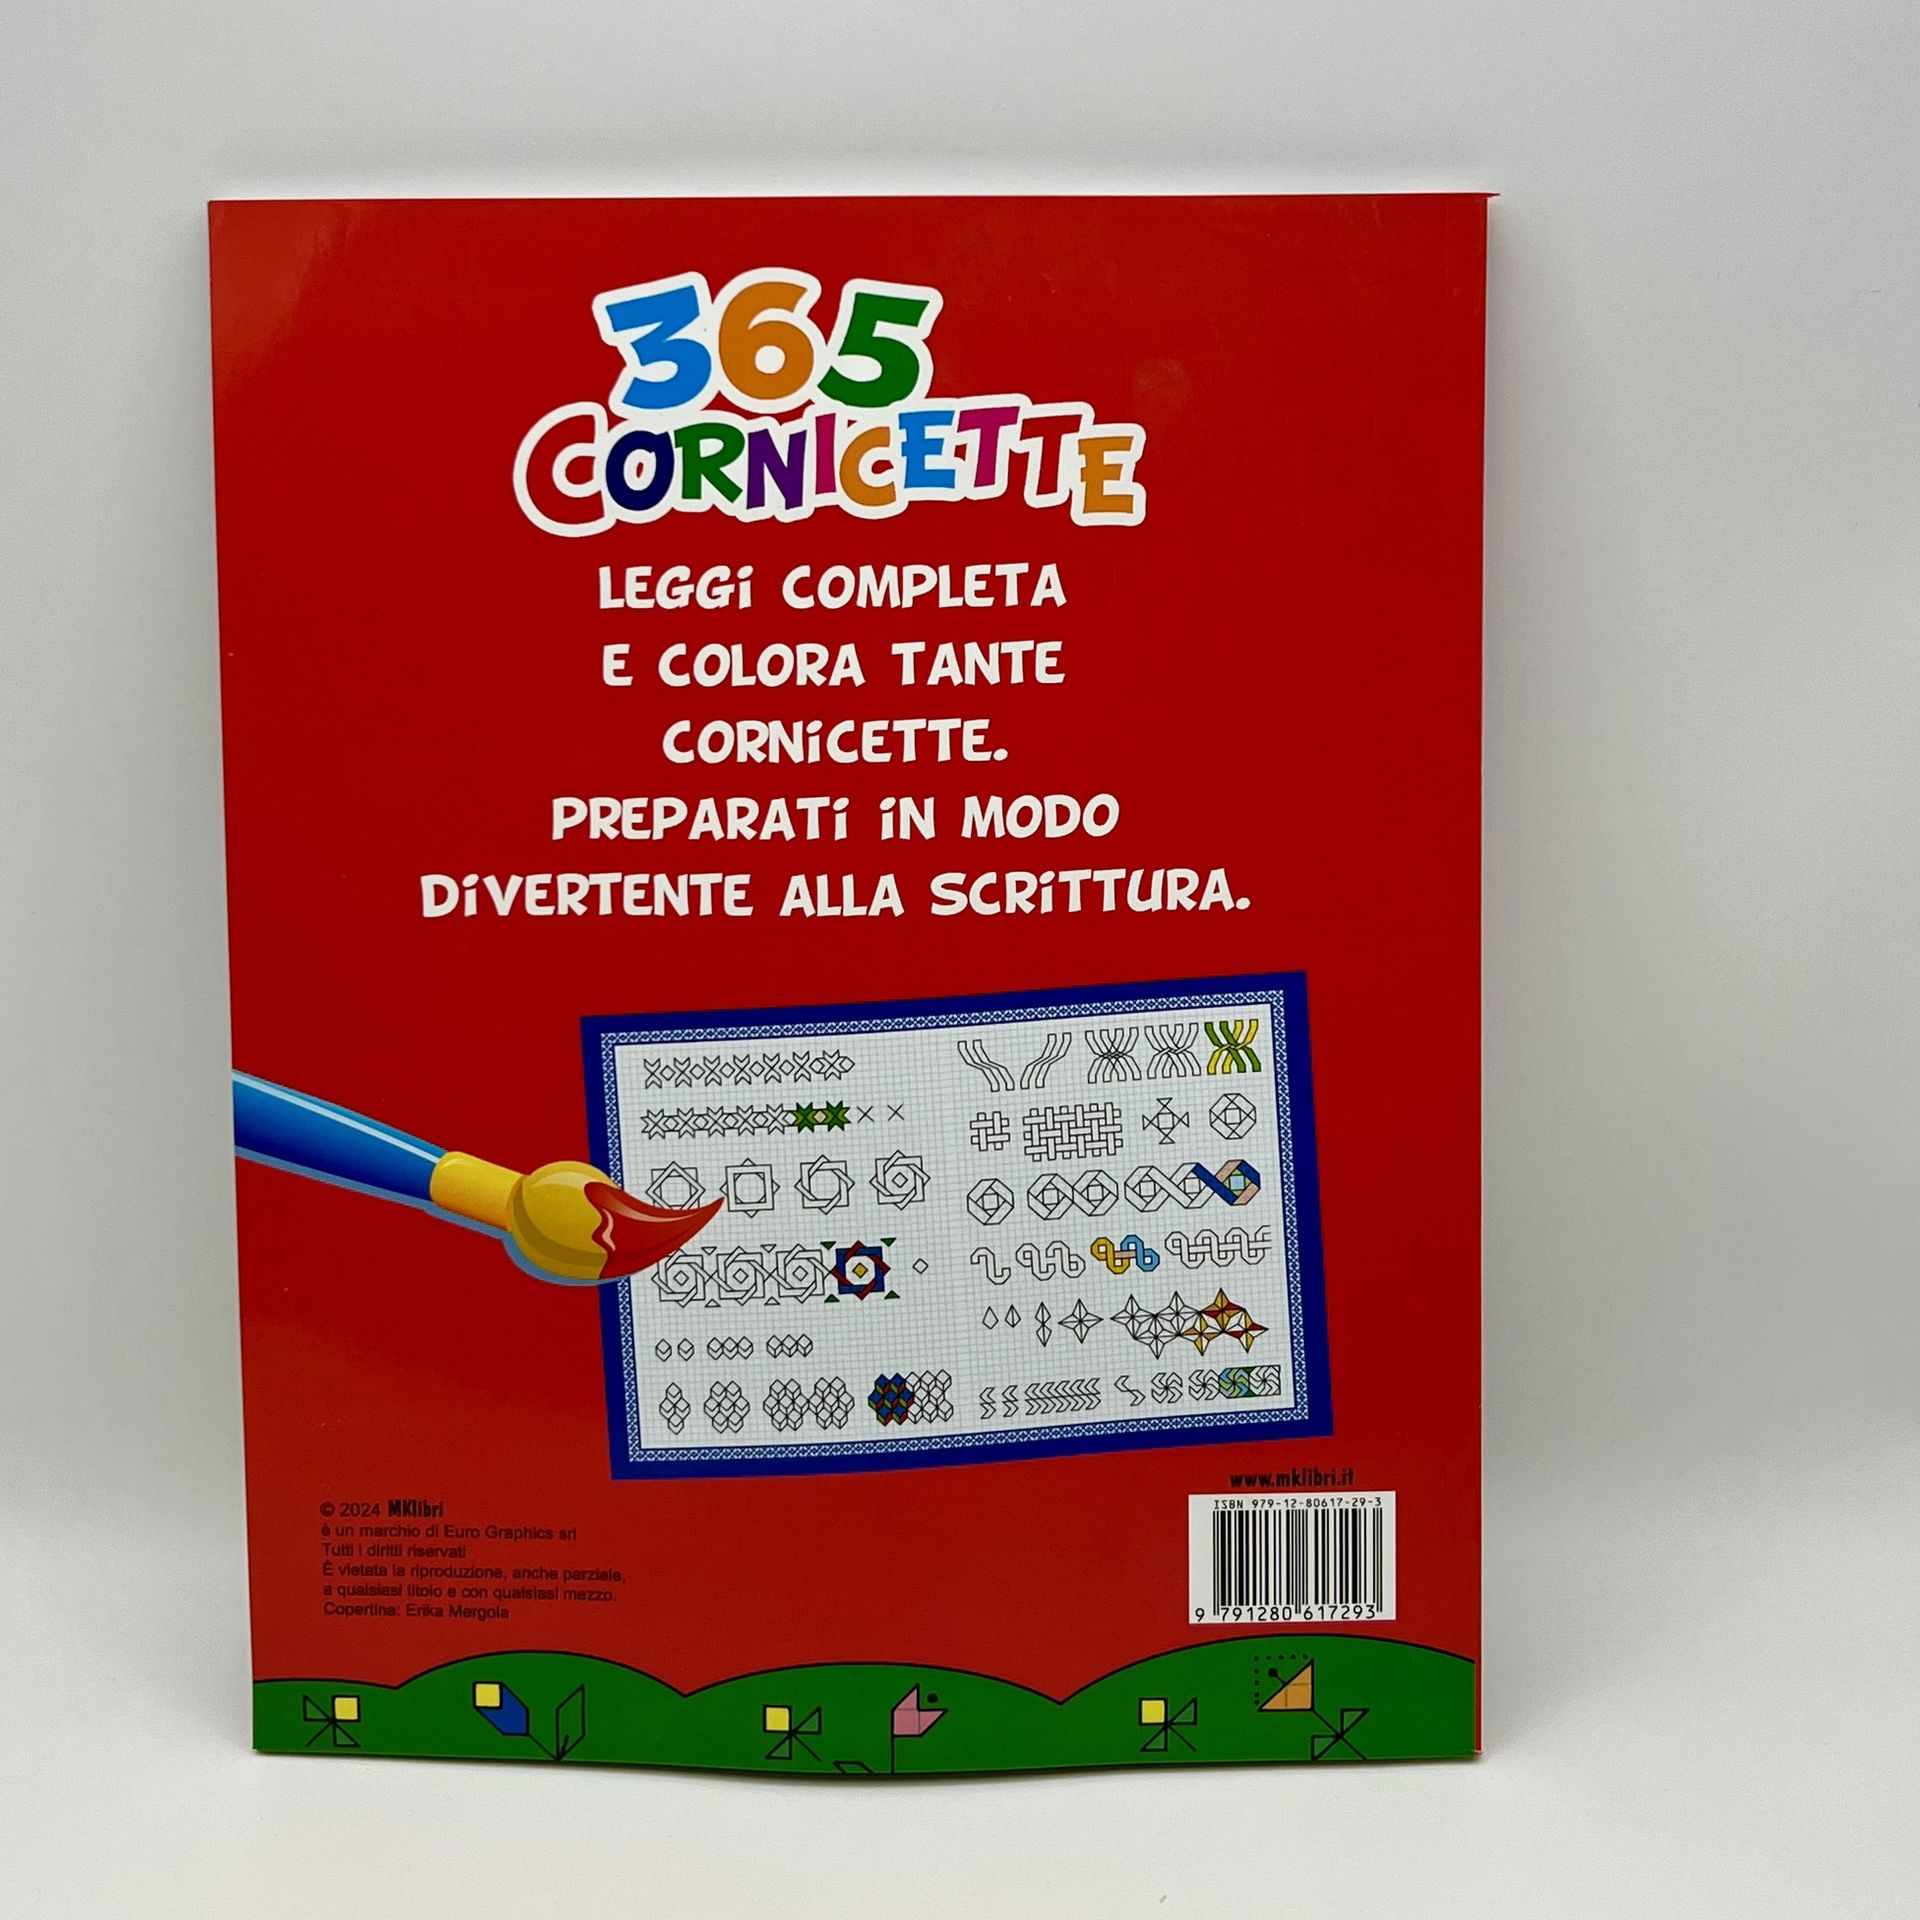 365
CORNICETTE
LEGGi COMPLETA
E COLORA TANTE
CORNiCETTE.
PREPARATi iN MODO
DiVERTENTE ALLA SCRiTTURA.
www.mklibri.it
ISBN 979-12-80617-29-3
9 791280 617293
© 2024 MKlibri
è un marchio di Euro Graphics srl
Tutti i diritti riservati
È vietata la riproduzione, anche parziale,
a qualsiasi titolo e con qualsiasi mezzo.
Copertina: Erika Mergola